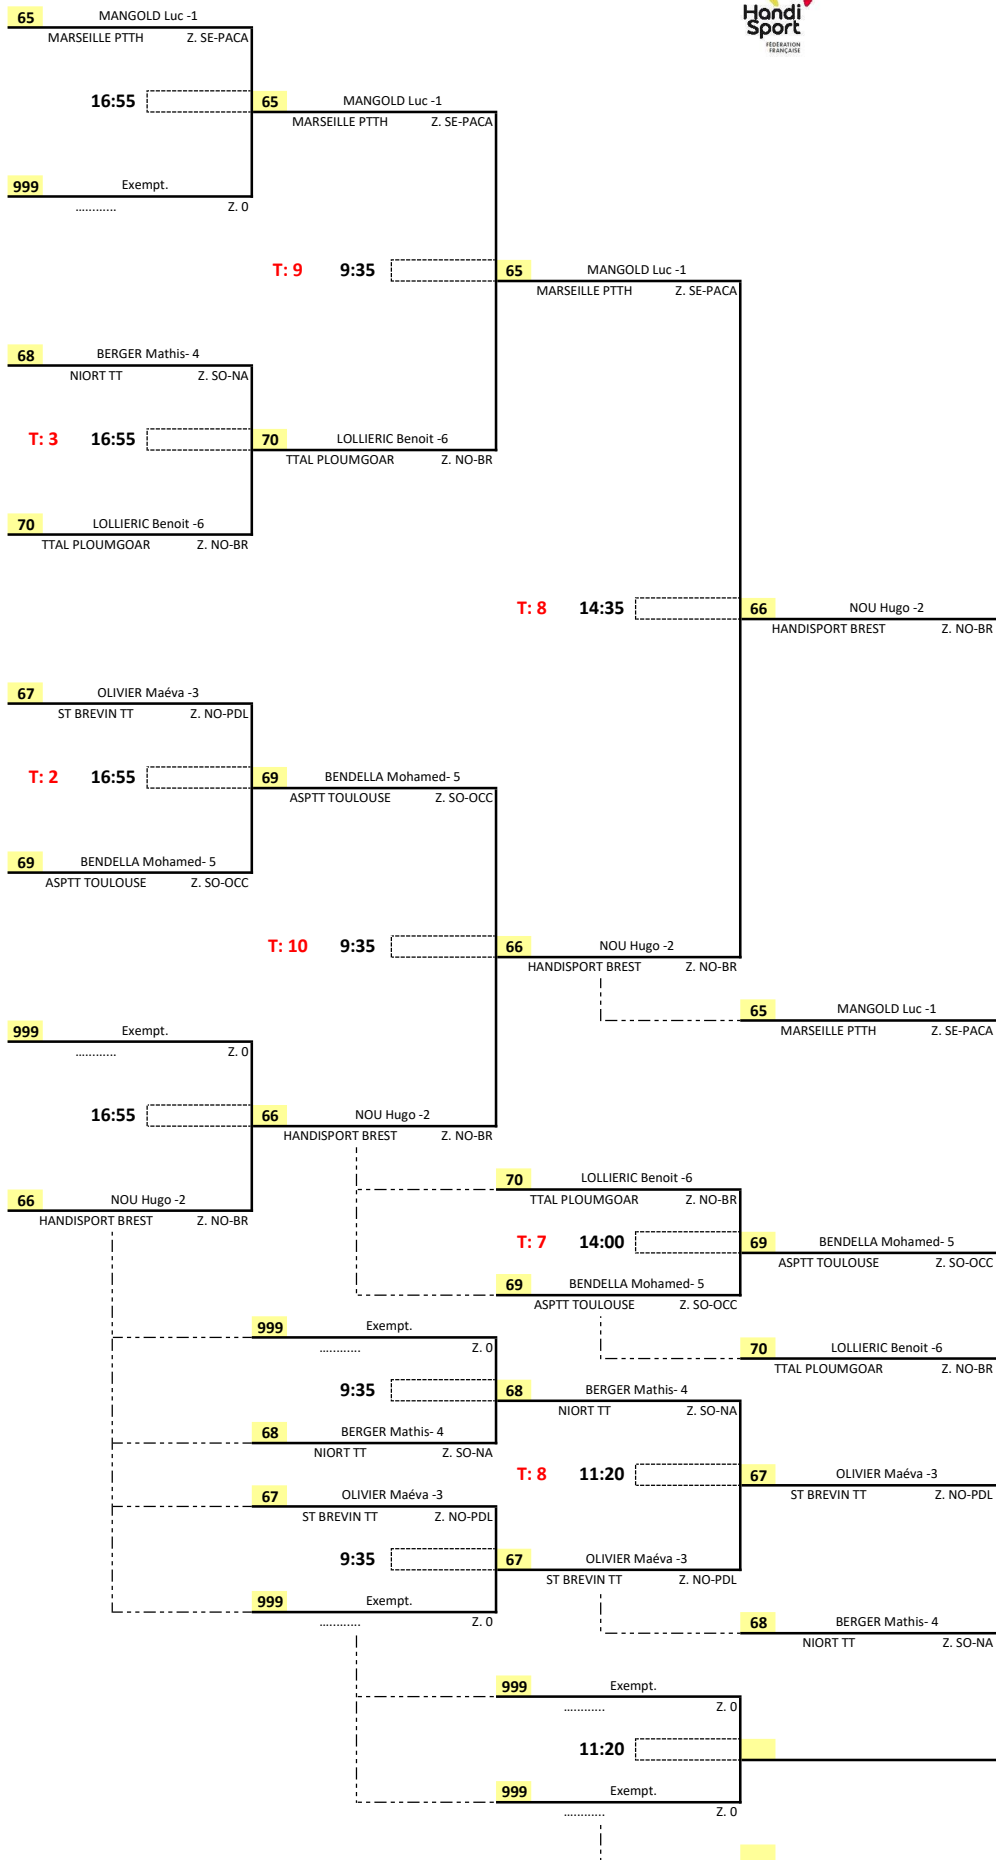 Handi
Sport
FÉDÉRATION
FRANÇAISE
65 MANGOLD Luc -1
MARSEILLE PTTH Z. SE-PACA
16:55
65 MANGOLD Luc -1
MARSEILLE PTTH Z. SE-PACA
999 Exempt.
............ Z. 0
T: 9 9:35
65 MANGOLD Luc -1
MARSEILLE PTTH Z. SE-PACA
68 BERGER Mathis- 4
NIORT TT Z. SO-NA
T: 3 16:55
70 LOLLIERIC Benoit -6
TTAL PLOUMGOAR Z. NO-BR
70 LOLLIERIC Benoit -6
TTAL PLOUMGOAR Z. NO-BR
T: 8 14:35
66 NOU Hugo -2
HANDISPORT BREST Z. NO-BR
67 OLIVIER Maéva -3
ST BREVIN TT Z. NO-PDL
T: 2 16:55
69 BENDELLA Mohamed- 5
ASPTT TOULOUSE Z. SO-OCC
69 BENDELLA Mohamed- 5
ASPTT TOULOUSE Z. SO-OCC
T: 10 9:35
66 NOU Hugo -2
HANDISPORT BREST Z. NO-BR
65 MANGOLD Luc -1
MARSEILLE PTTH Z. SE-PACA
999 Exempt.
............ Z. 0
16:55
66 NOU Hugo -2
HANDISPORT BREST Z. NO-BR
70 LOLLIERIC Benoit -6
TTAL PLOUMGOAR Z. NO-BR
66 NOU Hugo -2
HANDISPORT BREST Z. NO-BR
T: 7 14:00
69 BENDELLA Mohamed- 5
ASPTT TOULOUSE Z. SO-OCC
69 BENDELLA Mohamed- 5
ASPTT TOULOUSE Z. SO-OCC
999 Exempt.
............ Z. 0
70 LOLLIERIC Benoit -6
TTAL PLOUMGOAR Z. NO-BR
9:35
68 BERGER Mathis- 4
NIORT TT Z. SO-NA
68 BERGER Mathis- 4
NIORT TT Z. SO-NA
T: 8 11:20
67 OLIVIER Maéva -3
ST BREVIN TT Z. NO-PDL
67 OLIVIER Maéva -3
ST BREVIN TT Z. NO-PDL
9:35
67 OLIVIER Maéva -3
ST BREVIN TT Z. NO-PDL
999 Exempt.
............ Z. 0
68 BERGER Mathis- 4
NIORT TT Z. SO-NA
999 Exempt.
............ Z. 0
11:20
999 Exempt.
............ Z. 0